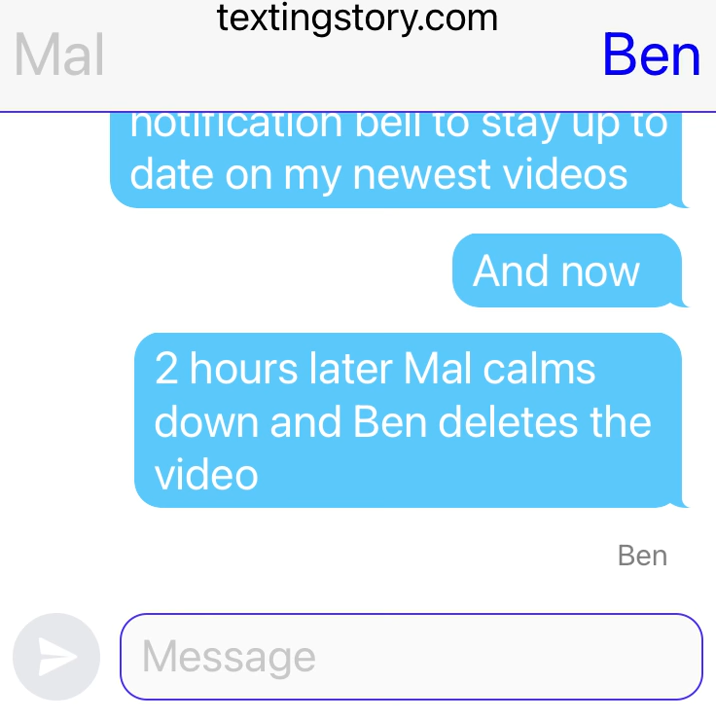 textingstory.com
Mal
Ben
notification bell to stay up to
date on my newest videos
And now
2 hours later Mal calms
down and Ben deletes the
video
Ben
Message